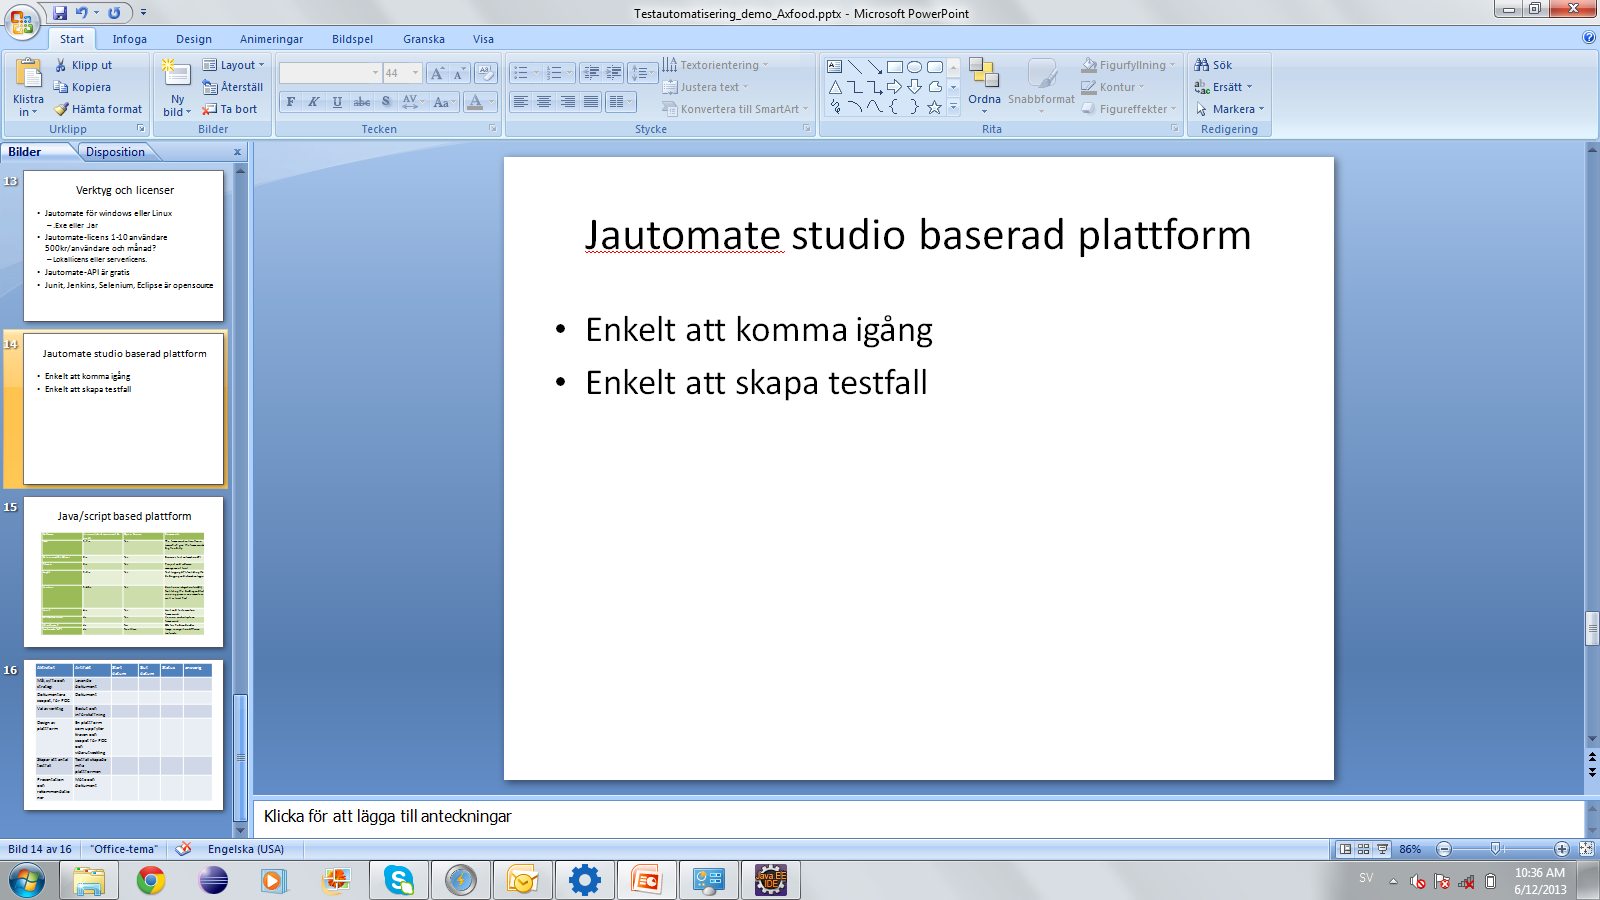 Testautomatisering_demo_Axfood.pptx - Microsoft PowerPoint
Start Infoga Design Animeringar Bildspel Granska Visa
Klistra in
Klipp ut
Kopiera
Hämta format
Urklipp
Ny bild
Layout
Återställ
Ta bort
Bilder
44
F K U abc S AV Aa A
Tecken
Textorientering
Justera text
Konvertera till SmartArt
Stycke
Ordna
Snabbformat
Figurfyllning
Kontur
Figureffekter
Rita
Sök
Ersätt
Markera
Redigering
Bilder Disposition x
13
Verktyg och licenser
• Jautomate för windows eller Linux
– .Exe eller .Jar
• Jautomate-licens 1-10 användare
500kr/användare och månad?
– Lokallicens eller serverlicens.
• Jautomate-API är gratis
• Junit, Jenkins, Selenium, Eclipse är opensource
14
Jautomate studio baserad plattform
• Enkelt att komma igång
• Enkelt att skapa testfall
15
Java/script based plattform
16
Jautomate studio baserad plattform
• Enkelt att komma igång
• Enkelt att skapa testfall
Klicka för att lägga till anteckningar
Bild 14 av 16 "Office-tema" Engelska (USA) 86%
Java EE
IDE
SV
10:36 AM
6/12/2013